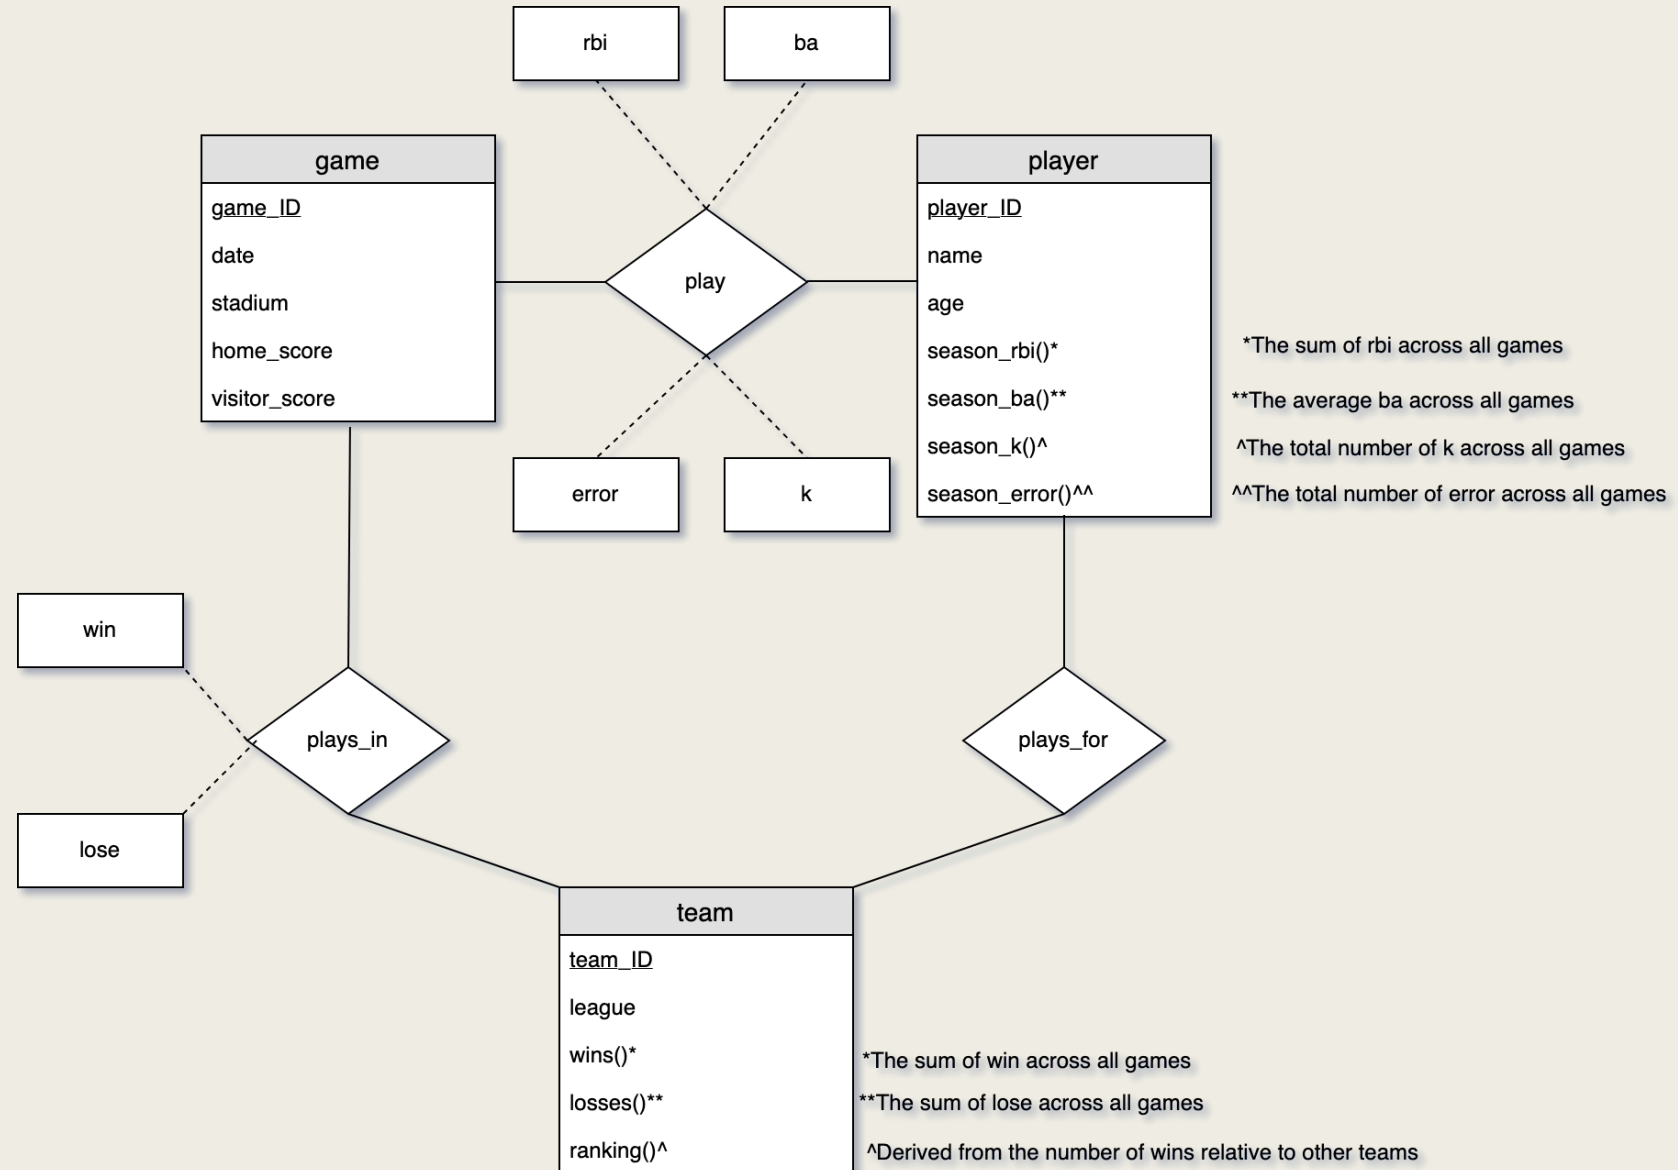 rbi
ba
game
game_ID
date
stadium
home_score
visitor_score
play
player
player_ID
name
age
season_rbi()*
season_ba()**
season_k()^
season_error()^^
*The sum of rbi across all games
**The average ba across all games
^The total number of k across all games
^^The total number of error across all games
error
k
win
lose
plays_in
plays_for
team
team_ID
league
wins()*
losses()**
ranking()^
*The sum of win across all games
**The sum of lose across all games
^Derived from the number of wins relative to other teams